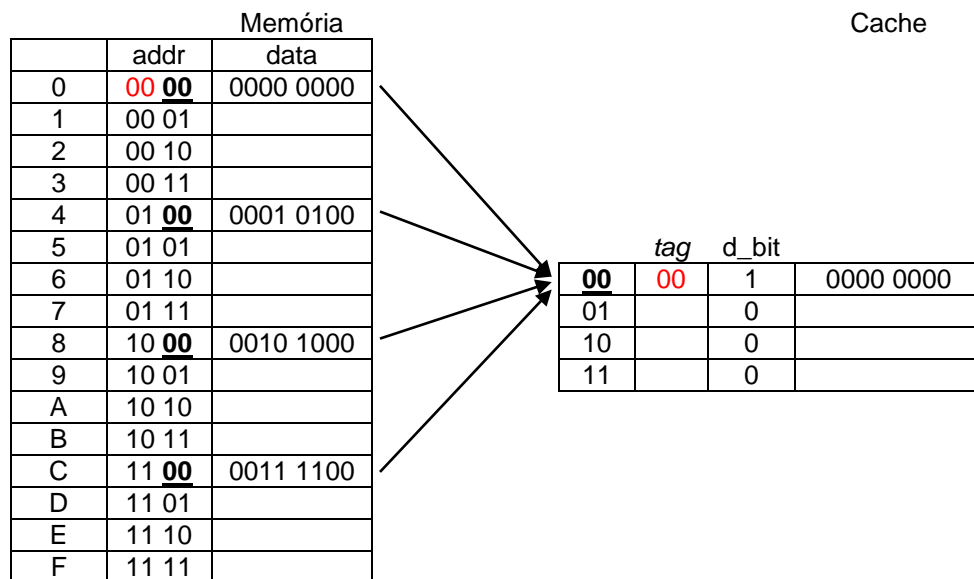 Memória Cache
addr data
0 00 00 0000 0000
1 00 01
2 00 10
3 00 11
4 01 00 0001 0100
5 01 01
tag d_bit
6 01 10
00 00 1 0000 0000
7 01 11
01 0
8 10 00 0010 1000
10 0
9 10 01
11 0
A 10 10
B 10 11
C 11 00 0011 1100
D 11 01
E 11 10
F 11 11